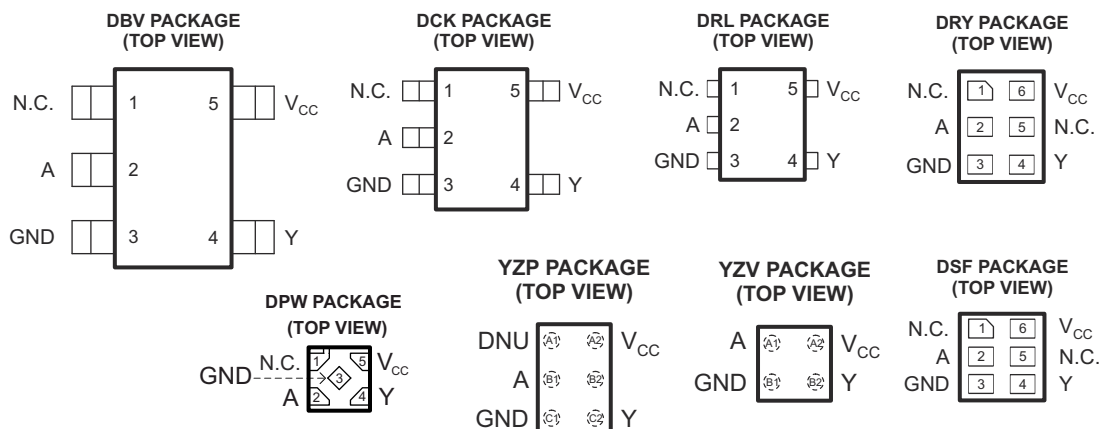 DBV PACKAGE
(TOP VIEW)
N.C. 1 5 VCC
A 2
GND 3 4 Y
DCK PACKAGE
(TOP VIEW)
N.C. 1 5 VCC
A 2
GND 3 4 Y
DRL PACKAGE
(TOP VIEW)
N.C. 1 5 VCC
A 2
GND 3 4 Y
DRY PACKAGE
(TOP VIEW)
N.C. 1 6 VCC
A 2 5 N.C.
GND 3 4 Y
DPW PACKAGE
(TOP VIEW)
N.C. 1 5 VCC
GND 3
A 2 4 Y
YZP PACKAGE
(TOP VIEW)
DNU A1 A2 VCC
A B1 B2
GND C1 C2 Y
YZV PACKAGE
(TOP VIEW)
A A1 A2 VCC
GND B1 B2 Y
DSF PACKAGE
(TOP VIEW)
N.C. 1 6 VCC
A 2 5 N.C.
GND 3 4 Y